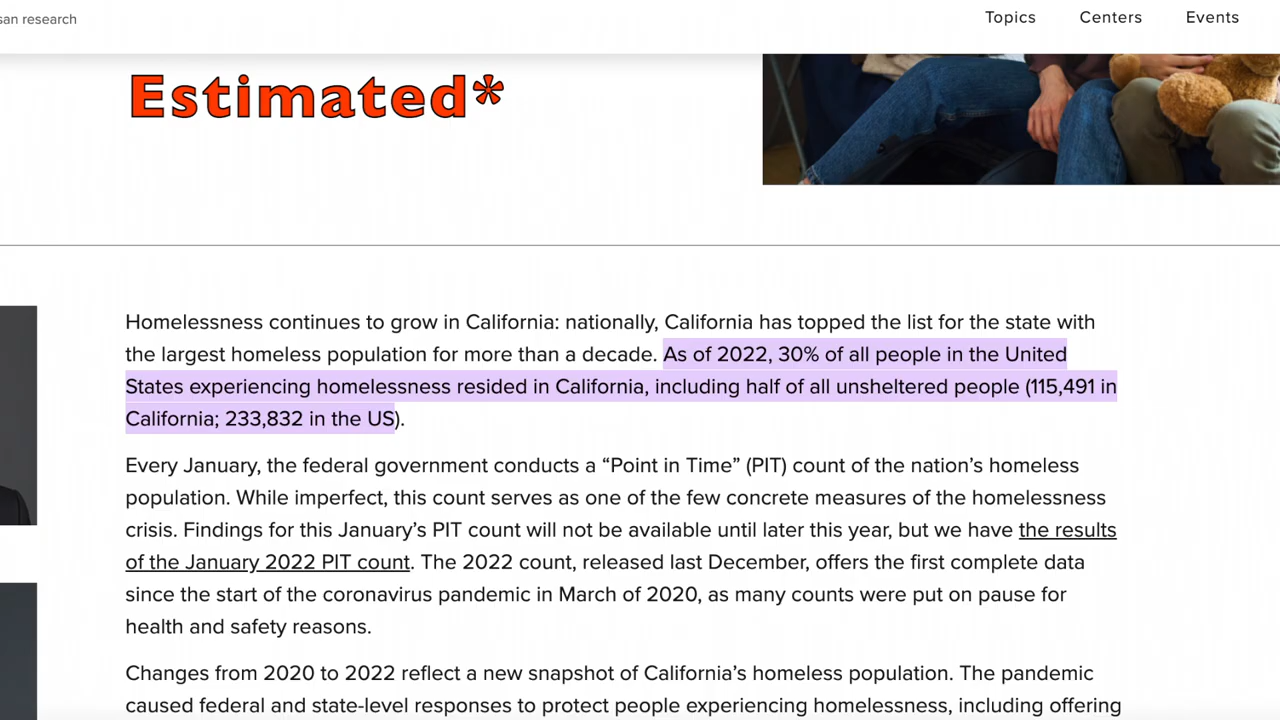 san research
Topics Centers Events
Estimated*
Homelessness continues to grow in California: nationally, California has topped the list for the state with
the largest homeless population for more than a decade. As of 2022, 30% of all people in the United
States experiencing homelessness resided in California, including half of all unsheltered people (115,491 in
California; 233,832 in the US).
Every January, the federal government conducts a “Point in Time” (PIT) count of the nation’s homeless
population. While imperfect, this count serves as one of the few concrete measures of the homelessness
crisis. Findings for this January’s PIT count will not be available until later this year, but we have the results
of the January 2022 PIT count. The 2022 count, released last December, offers the first complete data
since the start of the coronavirus pandemic in March of 2020, as many counts were put on pause for
health and safety reasons.
Changes from 2020 to 2022 reflect a new snapshot of California’s homeless population. The pandemic
caused federal and state-level responses to protect people experiencing homelessness, including offering